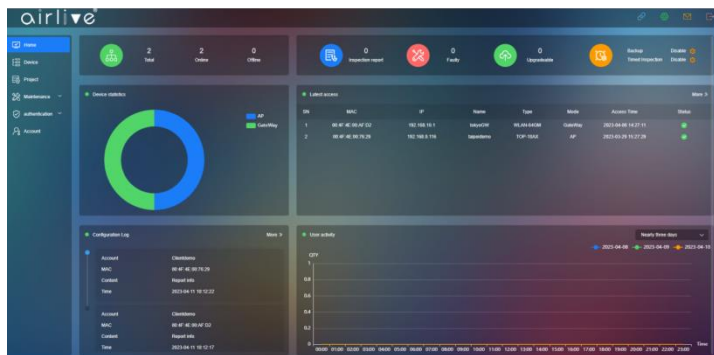 airlive
Home
Device
Project
Maintenance
authentication
Account
2
Total
2
Online
0
Offline
0
Inspection report
0
Faulty
0
Upgradeable
Backup Disable
Timed Inspection Disable
Device statistics
AP
GateWay
Latest access
More
SN MAC IP Name Type Mode Access Time Status
1 00:4F:4E:00:AF:D2 192.168.10.1 WLAN-94GM GateWay 2023-04-08 14:27:11
2 00:4F:4E:00:76:29 192.168.6.116 taipeidemo TOP-16AX AP 2023-03-29 15:27:29
Configuration Log
More
Account Clientdemo
MAC 00:4F:4E:00:76:29
Content Report info
Time 2023-04-11 10:12:22
Account Clientdemo
MAC 00:4F:4E:00:AF:D2
Content Report info
Time 2023-04-11 10:12:17
User activity
Nearly three days
2023-04-08 2023-04-09 2023-04-10
QTY
1
0.8
0.6
0.4
0.2
0
00:00 01:00 02:00 03:00 04:00 05:00 06:00 07:00 08:00 09:00 10:00 11:00 12:00 13:00 14:00 15:00 16:00 17:00 18:00 19:00 20:00 21:00 22:00 23:00
Time